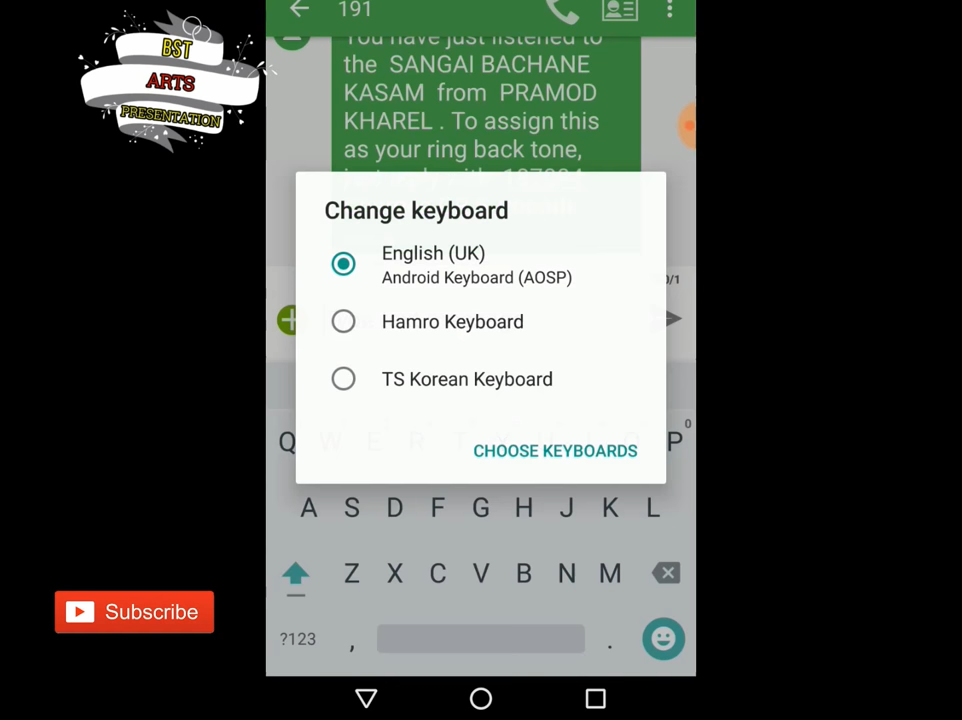 BST
ARTS
PRESENTATION
191
You have just listened to
the SANGAI BACHANE
KASAM from PRAMOD
KHAREL . To assign this
as your ring back tone,
Change keyboard
English (UK)
Android Keyboard (AOSP)
Hamro Keyboard
TS Korean Keyboard
CHOOSE KEYBOARDS
/1
Q W E R T Y U I O P
0
A S D F G H J K L
Z X C V B N M
?123 , .
Subscribe